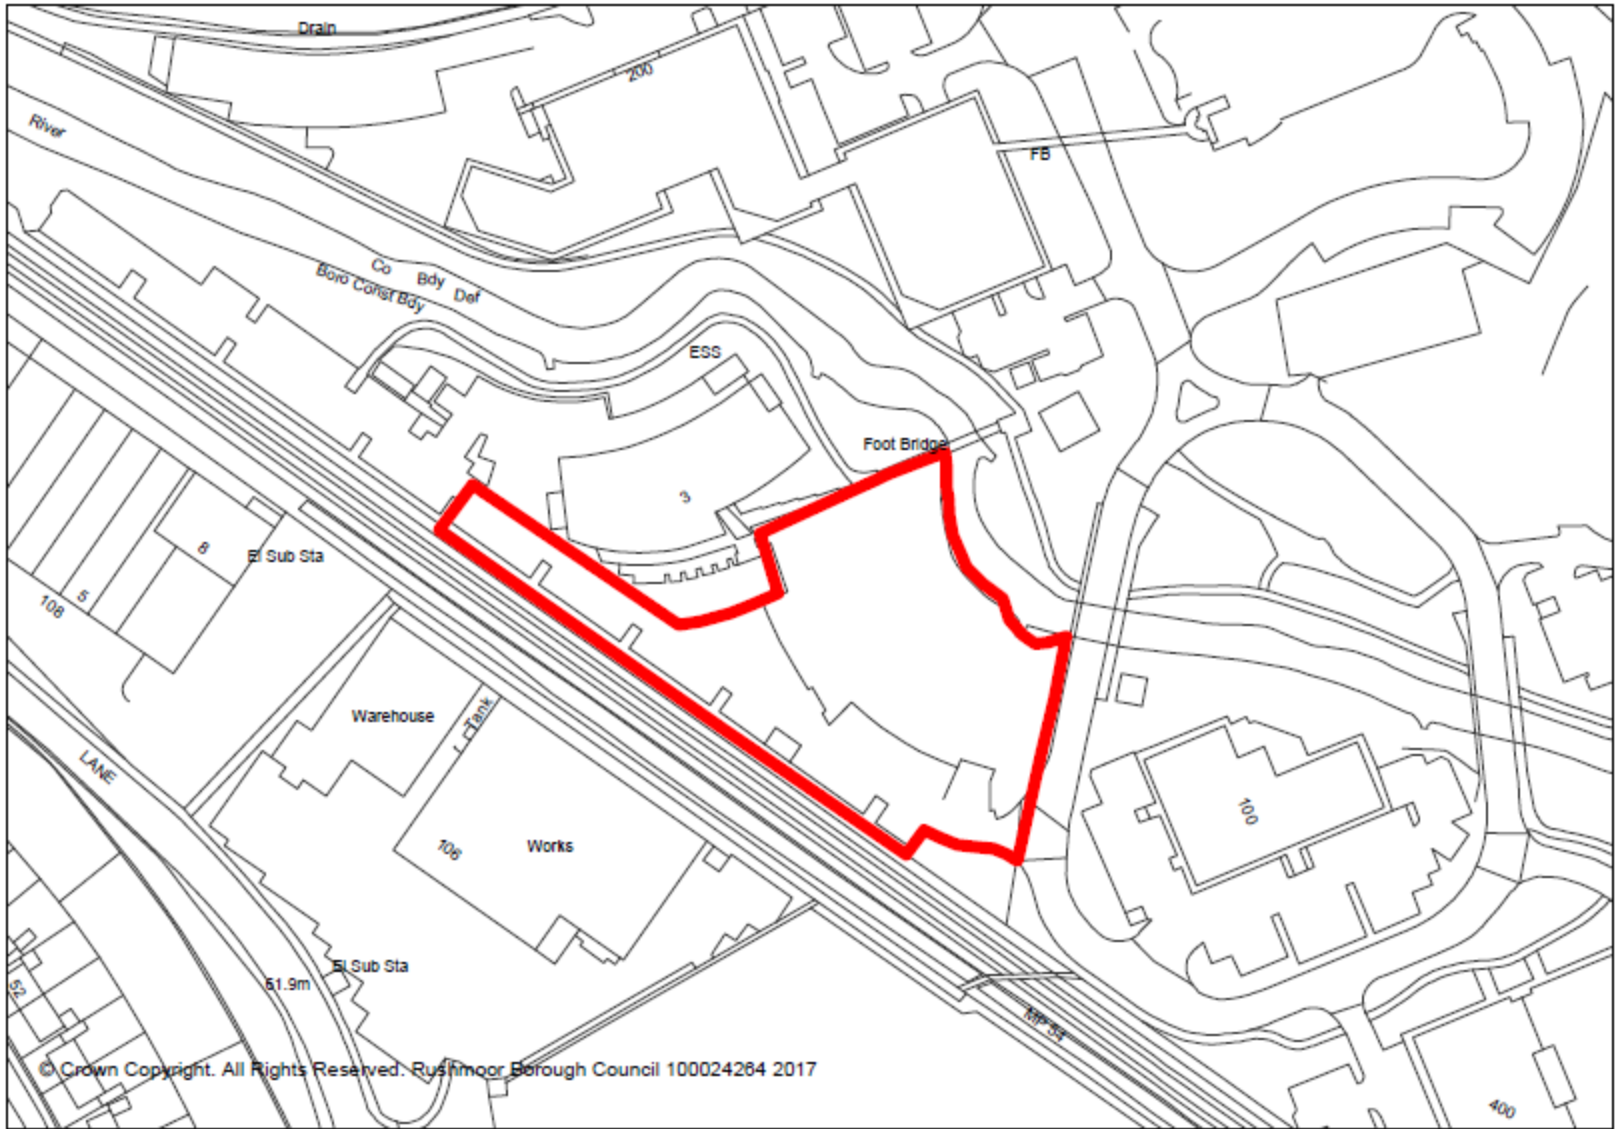 Drain
200
River
FB
Co Bdy Def
Boro Const Bdy
ESS
Foot Bridge
3
8
El Sub Sta
5
108
Warehouse
Tank
LANE
100
106
Works
El Sub Sta
52
61.9m
MP 54
© Crown Copyright. All Rights Reserved. Rushmoor Borough Council 100024264 2017
400